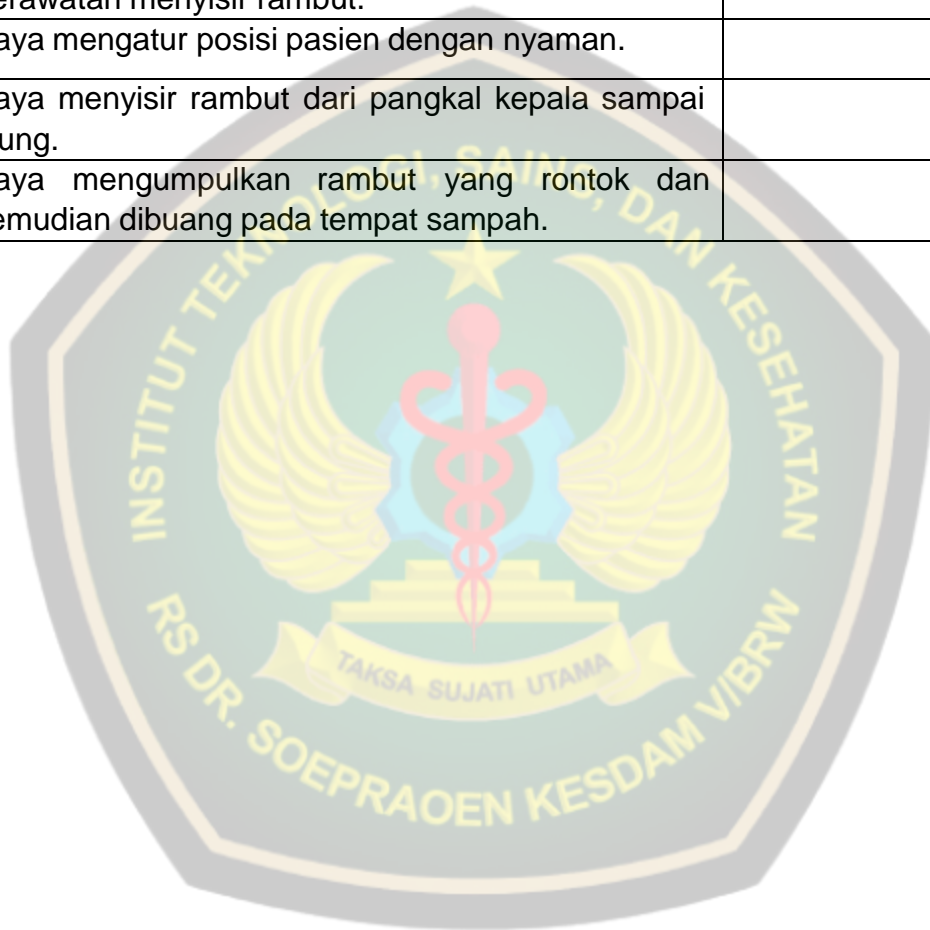 erawatan menyisir rambut.
aya mengatur posisi pasien dengan nyaman.
aya menyisir rambut dari pangkal kepala sampai
ung.
aya mengumpulkan rambut yang rontok dan
emudian dibuang pada tempat sampah.
INSTITUT TEKNOLOGI, SAINS, DAN KESEHATAN
TAKSA SUJATI UTAMA
RS DR. SOEPRAOEN KESDAM V/BRW